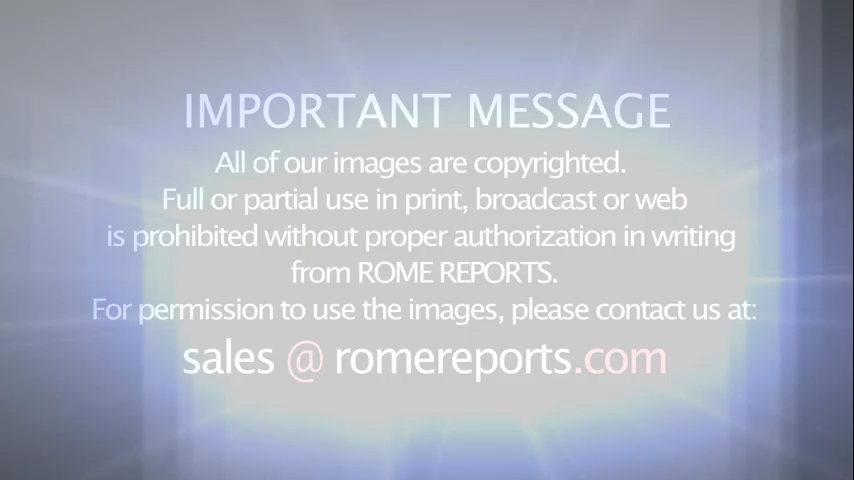 IMPORTANT MESSAGE
All of our images are copyrighted.
Full or partial use in print, broadcast or web
is prohibited without proper authorization in writing
from ROME REPORTS.
For permission to use the images, please contact us at:
sales @ romereports.com